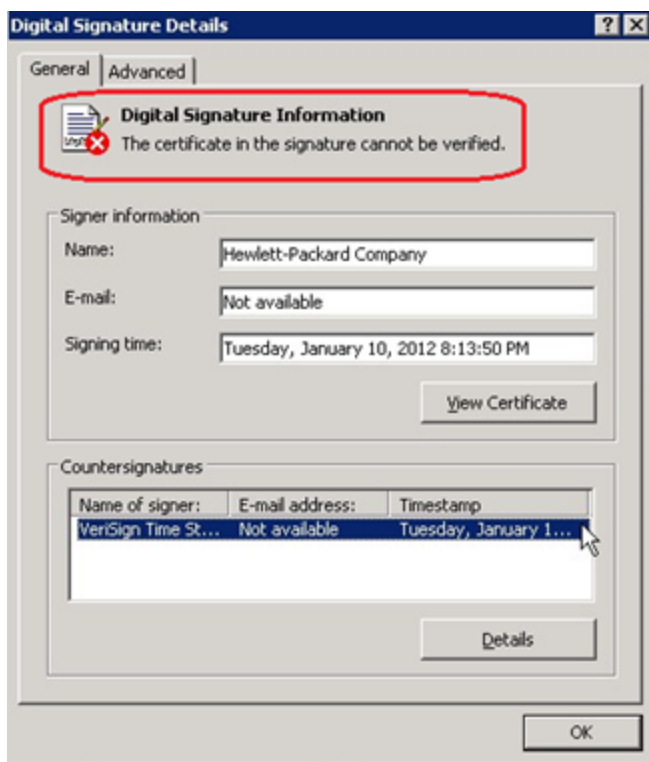 Digital Signature Details
General Advanced
Digital Signature Information
The certificate in the signature cannot be verified.
Signer information
Name: Hewlett-Packard Company
E-mail: Not available
Signing time: Tuesday, January 10, 2012 8:13:50 PM
View Certificate
Countersignatures
Name of signer: E-mail address: Timestamp
VeriSign Time St... Not available Tuesday, January 1...
Details
OK